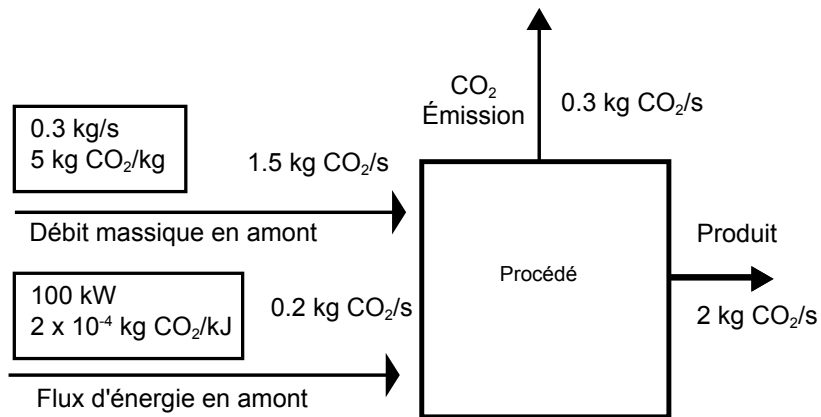 CO₂
Émission
0.3 kg CO₂/s
0.3 kg/s
5 kg CO₂/kg
1.5 kg CO₂/s
Débit massique en amont
Produit
Procédé
100 kW
2 x 10⁻⁴ kg CO₂/kJ
0.2 kg CO₂/s
2 kg CO₂/s
Flux d'énergie en amont